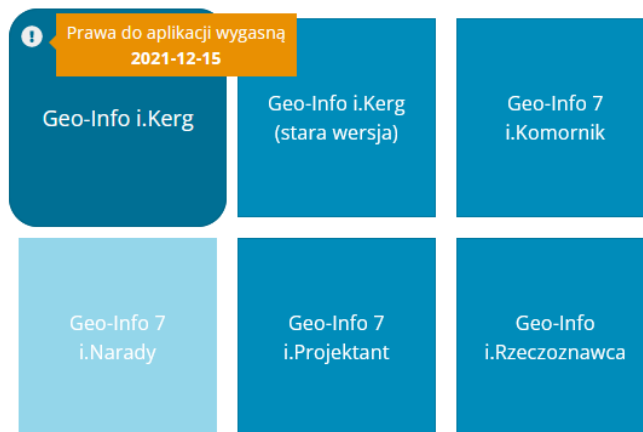 Prawa do aplikacji wygasną
2021-12-15
Geo-Info i.Kerg
Geo-Info i.Kerg
(stara wersja)
Geo-Info 7
i.Komornik
Geo-Info 7
i.Narady
Geo-Info 7
i.Projektant
Geo-Info
i.Rzeczoznawca